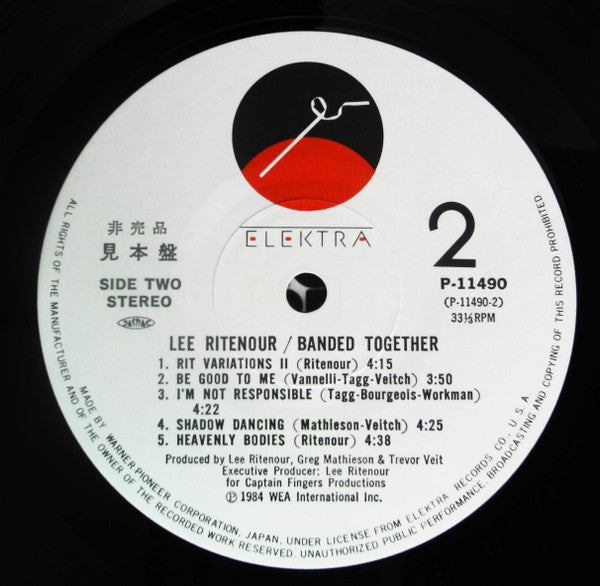 ELEKTRA
非売品
見本盤
SIDE TWO
STEREO
JASRAC
2
P-11490
(P-11490-2)
33⅓RPM
LEE RITENOUR / BANDED TOGETHER
1. RIT VARIATIONS II (Ritenour) 4:15
2. BE GOOD TO ME (Vannelli-Tagg-Veitch) 3:50
3. I'M NOT RESPONSIBLE (Tagg-Bourgeois-Workman)
4:22
4. SHADOW DANCING (Mathieson-Veitch) 4:25
5. HEAVENLY BODIES (Ritenour) 4:38
Produced by Lee Ritenour, Greg Mathieson & Trevor Veit
Executive Producer: Lee Ritenour
for Captain Fingers Productions
Ⓟ 1984 WEA International Inc.
MADE BY WARNER-PIONEER CORPORATION, JAPAN, UNDER LICENSE FROM ELEKTRA RECORDS CO., U.S.A.
ALL RIGHTS OF THE MANUFACTURER AND OF THE OWNER OF THE RECORDED WORK RESERVED. UNAUTHORIZED PUBLIC PERFORMANCE, BROADCASTING AND COPYING OF THIS RECORD PROHIBITED.